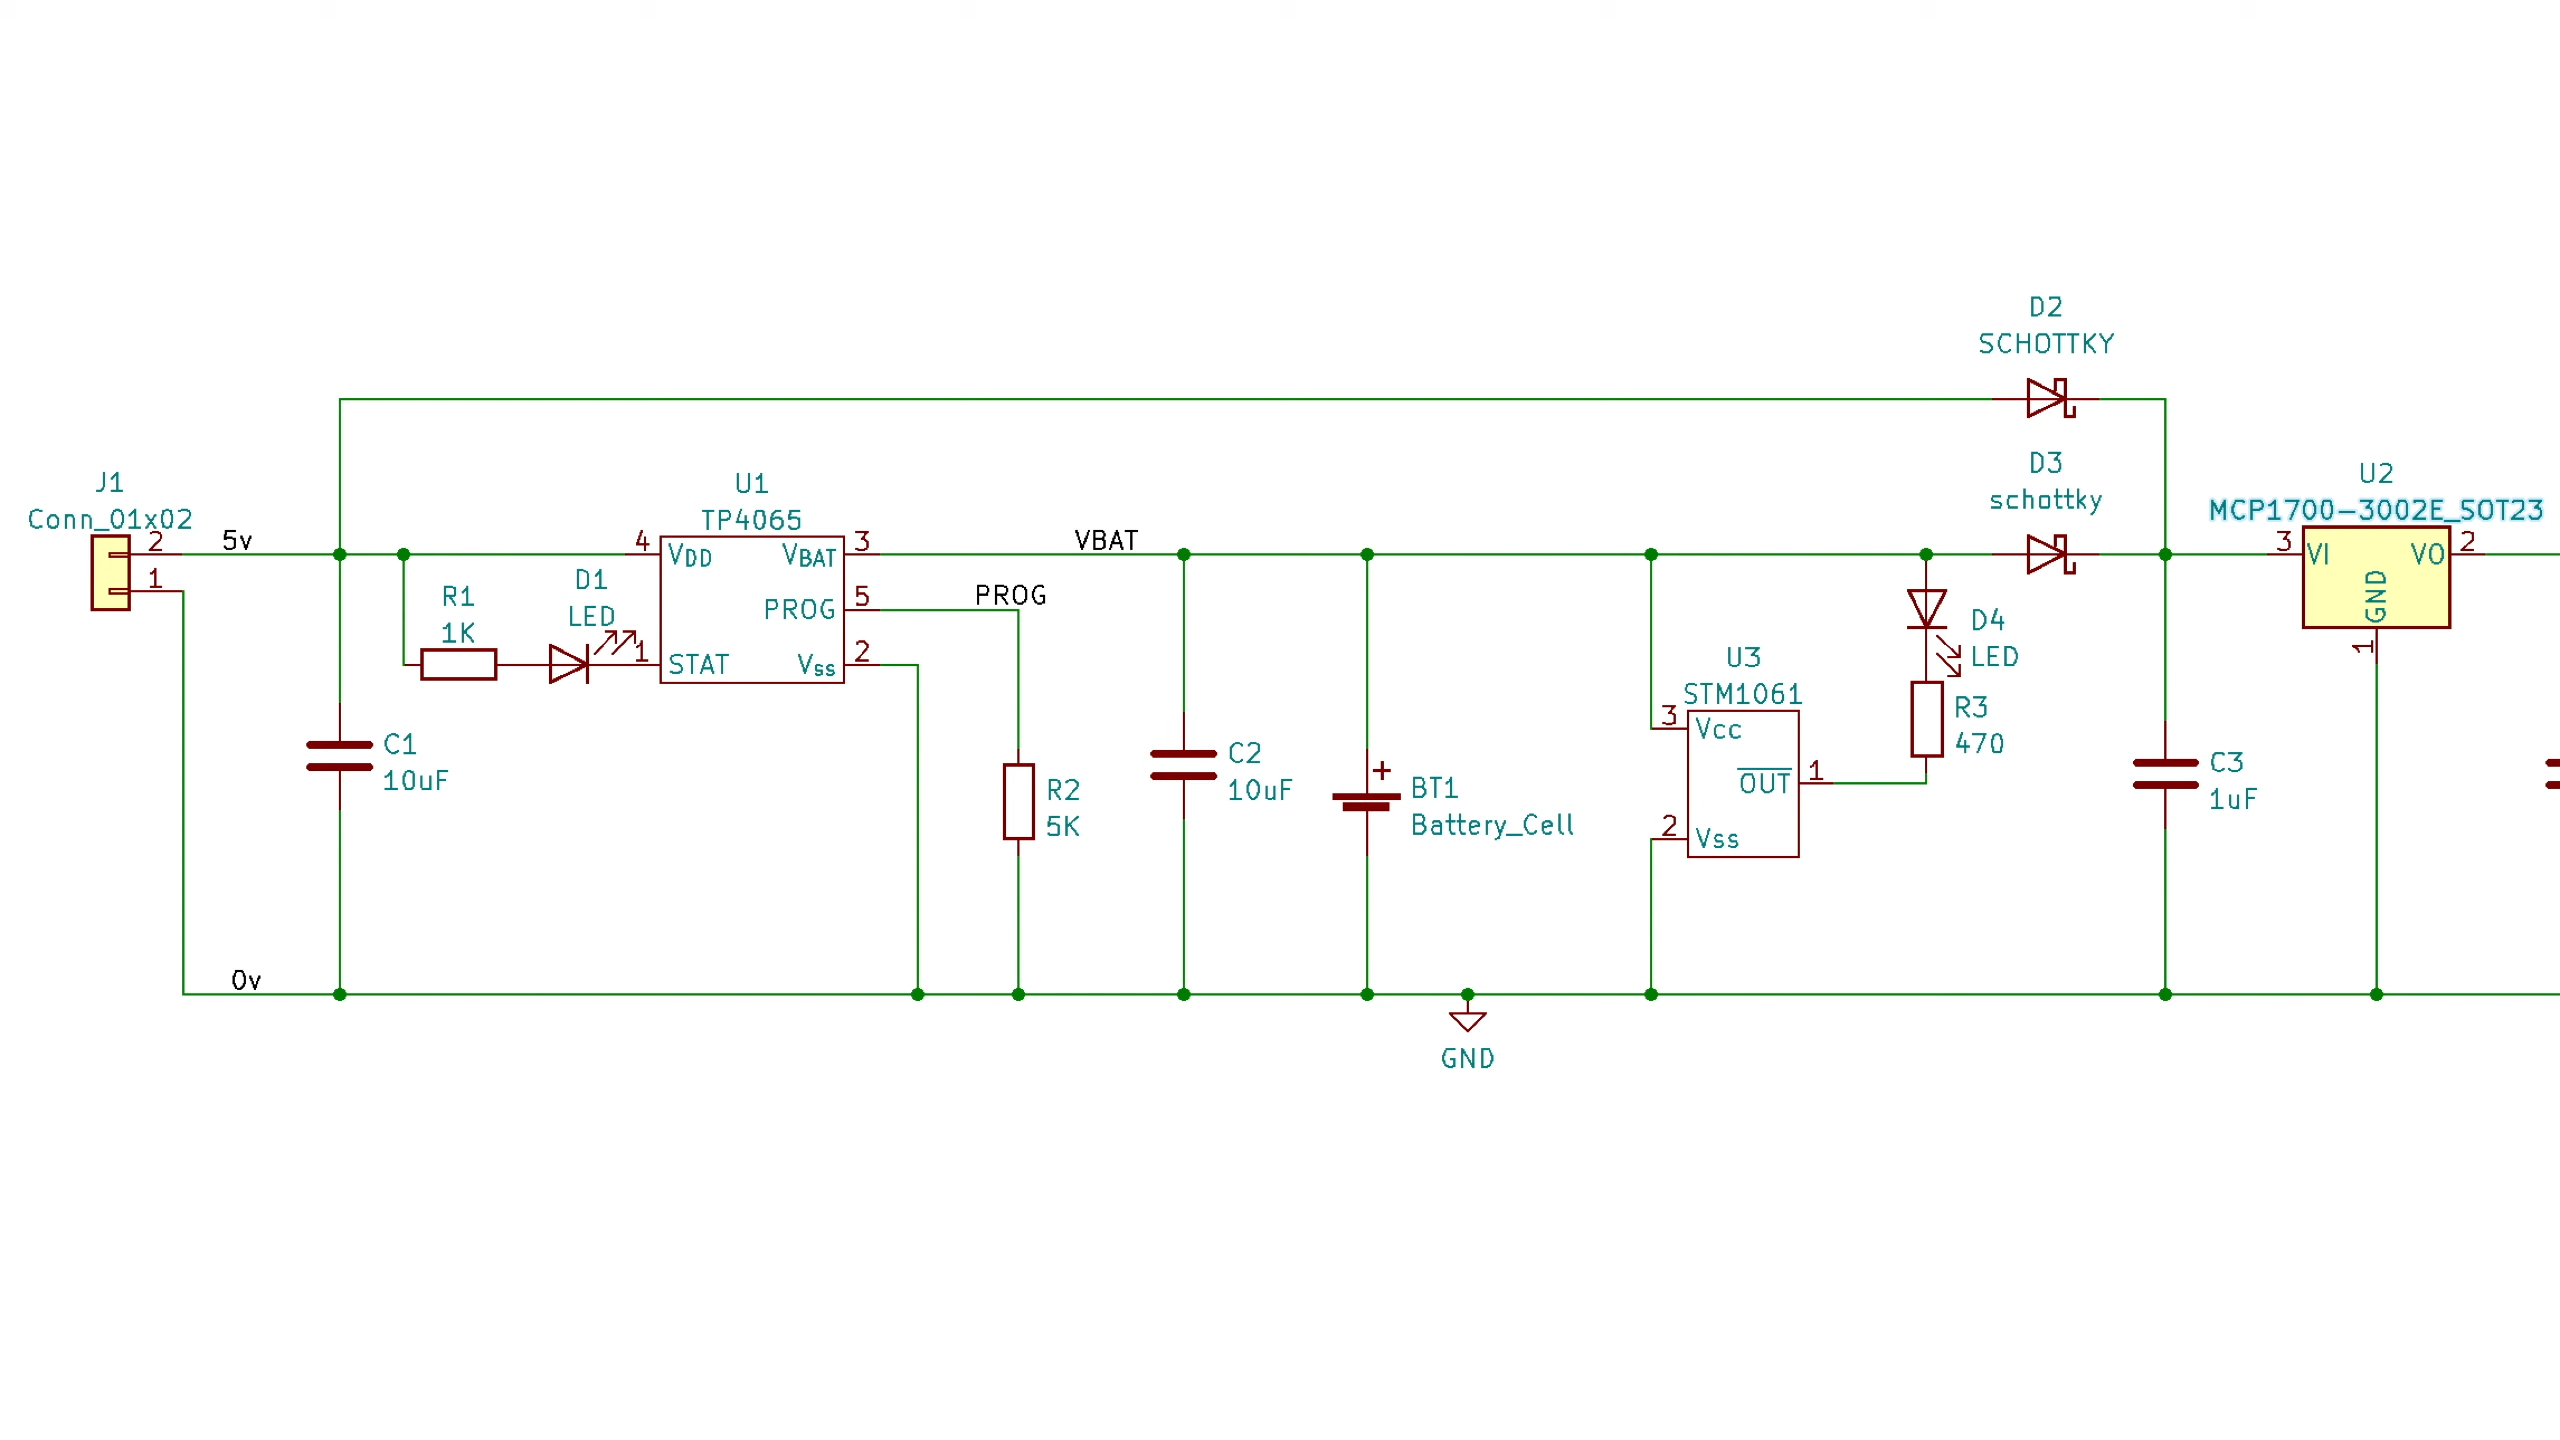 D2
SCHOTTKY
J1
Conn_01x02
2
1
5v
R1
1K
D1
LED
U1
TP4065
4
VDD
1
STAT
VBAT
3
PROG
5
Vss
2
VBAT
PROG
D3
schottky
U2
MCP1700-3002E_SOT23
3
VI
VO
2
GND
1
D4
LED
U3
STM1061
3
Vcc
OUT
1
2
Vss
R3
470
C1
10uF
R2
5K
C2
10uF
+
BT1
Battery_Cell
C3
1uF
0v
GND